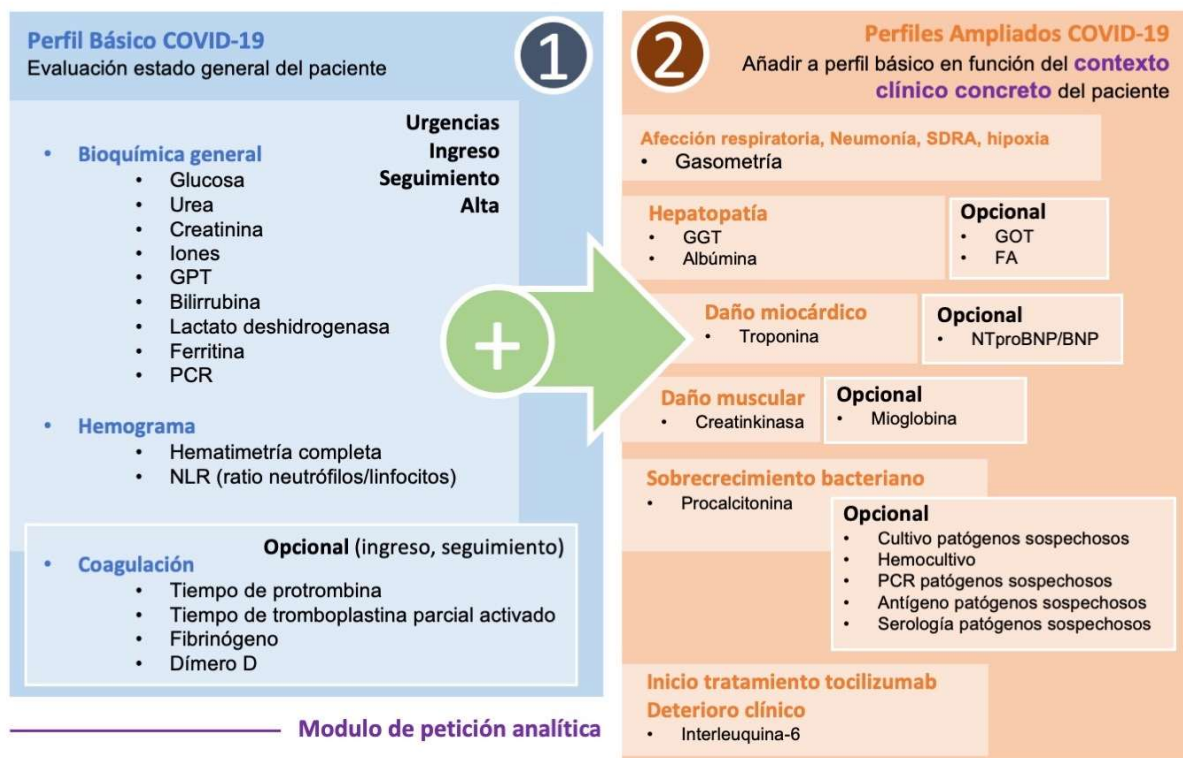 Perfil Básico COVID-19
Evaluación estado general del paciente
1
Urgencias
Ingreso
Seguimiento
Alta
• Bioquímica general
• Glucosa
• Urea
• Creatinina
• Iones
• GPT
• Bilirrubina
• Lactato deshidrogenasa
• Ferritina
• PCR
• Hemograma
• Hematimetría completa
• NLR (ratio neutrófilos/linfocitos)
Opcional (ingreso, seguimiento)
• Coagulación
• Tiempo de protrombina
• Tiempo de tromboplastina parcial activado
• Fibrinógeno
• Dímero D
Modulo de petición analítica
+
2
Perfiles Ampliados COVID-19
Añadir a perfil básico en función del contexto
clínico concreto del paciente
Afección respiratoria, Neumonía, SDRA, hipoxia
• Gasometría
Hepatopatía
• GGT
• Albúmina
Opcional
• GOT
• FA
Daño miocárdico
• Troponina
Opcional
• NTproBNP/BNP
Daño muscular
• Creatinkinasa
Opcional
• Mioglobina
Sobrecrecimiento bacteriano
• Procalcitonina
Opcional
• Cultivo patógenos sospechosos
• Hemocultivo
• PCR patógenos sospechosos
• Antígeno patógenos sospechosos
• Serología patógenos sospechosos
Inicio tratamiento tocilizumab
Deterioro clínico
• Interleuquina-6